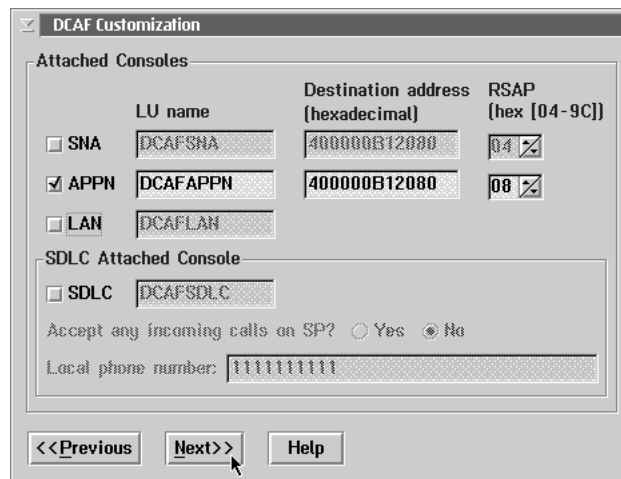 DCAF Customization
Attached Consoles
LU name Destination address (hexadecimal) RSAP (hex [04-9C])
SNA DCAFSNA 400000B12080 04
APPN DCAFAPPN 400000B12080 08
LAN DCAFLAN
SDLC Attached Console
SDLC DCAFSDLC
Accept any incoming calls on SP? Yes No
Local phone number: 1111111111
<<Previous Next>> Help